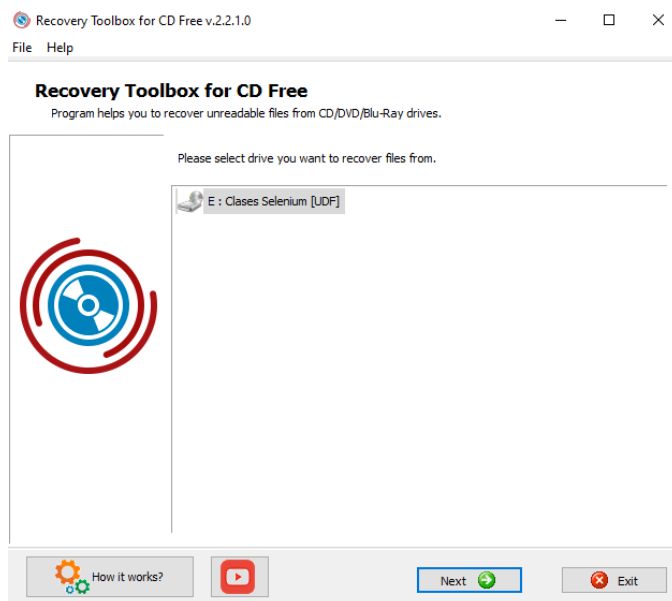 Recovery Toolbox for CD Free v.2.2.1.0
File Help
Recovery Toolbox for CD Free
Program helps you to recover unreadable files from CD/DVD/Blu-Ray drives.
Please select drive you want to recover files from.
E : Clases Selenium [UDF]
How it works?
Next
Exit